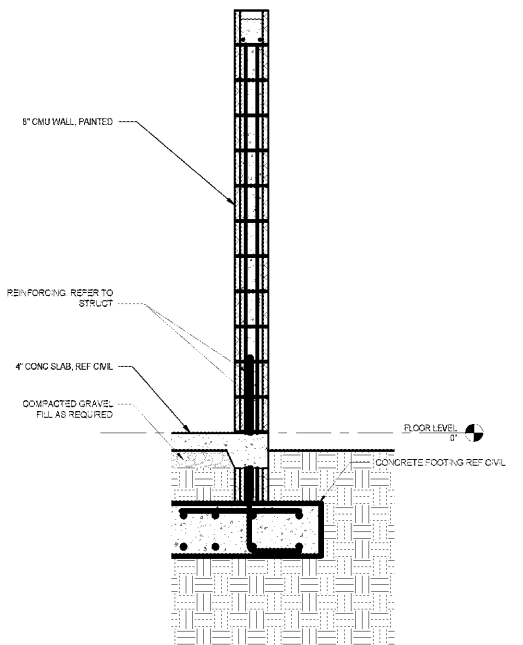 8" CMU WALL, PAINTED
REINFORCING, REFER TO
STRUCT
4" CONC SLAB, REF CIVIL
COMPACTED GRAVEL
FILL AS REQUIRED
FLOOR LEVEL
0"
CONCRETE FOOTING REF CIVIL